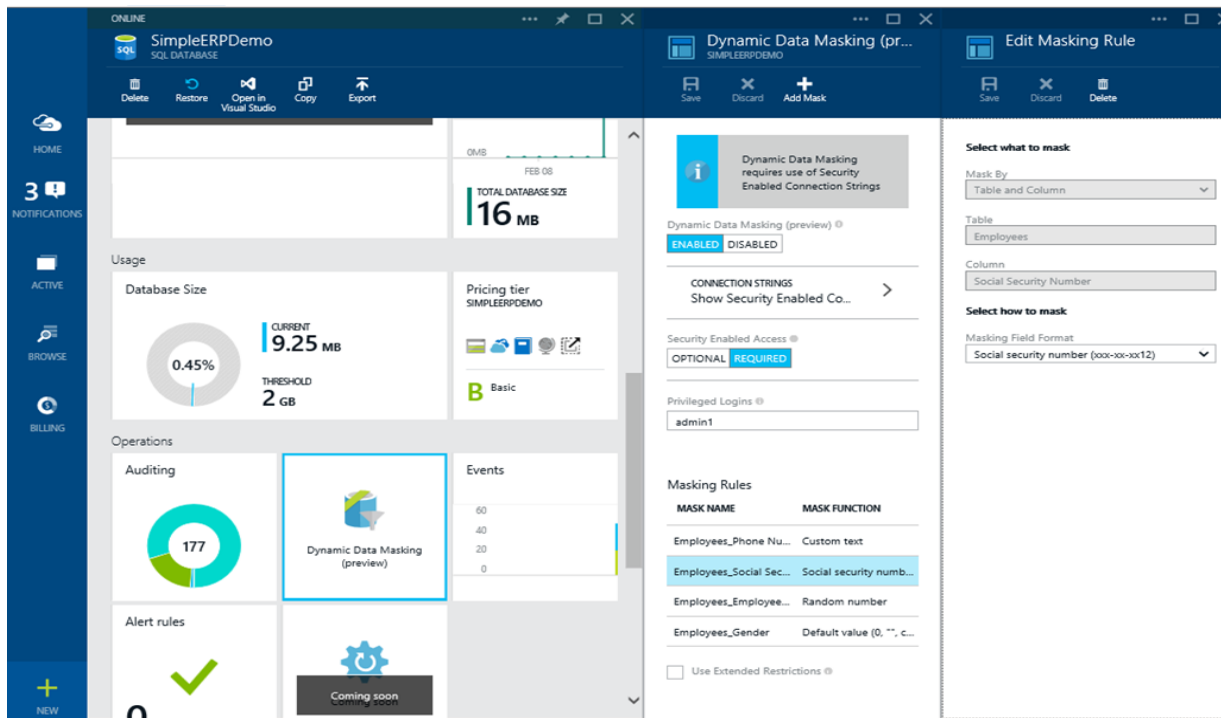 HOME
3
NOTIFICATIONS
ACTIVE
BROWSE
BILLING
NEW
ONLINE
SimpleERPDemo
SQL DATABASE
Delete
Restore
Open in
Visual Studio
Copy
Export
0MB
FEB 08
TOTAL DATABASE SIZE
16 MB
Usage
Database Size
0.45%
CURRENT
9.25 MB
THRESHOLD
2 GB
Pricing tier
SIMPLEERPDEMO
B Basic
Operations
Auditing
177
Dynamic Data Masking
(preview)
Events
60
40
20
0
Alert rules
0
Coming soon
Coming soon
Dynamic Data Masking (pr...
SIMPLEERPDEMO
Save
Discard
Add Mask
Dynamic Data Masking
requires use of Security
Enabled Connection Strings
Dynamic Data Masking (preview)
ENABLED DISABLED
CONNECTION STRINGS
Show Security Enabled Co...
Security Enabled Access
OPTIONAL REQUIRED
Privileged Logins
admin1
Masking Rules
MASK NAME MASK FUNCTION
Employees_Phone Nu... Custom text
Employees_Social Sec... Social security numb...
Employees_Employee... Random number
Employees_Gender Default value (0, "", c...
Use Extended Restrictions
Edit Masking Rule
Save
Discard
Delete
Select what to mask
Mask By
Table and Column
Table
Employees
Column
Social Security Number
Select how to mask
Masking Field Format
Social security number (xxx-xx-xx12)